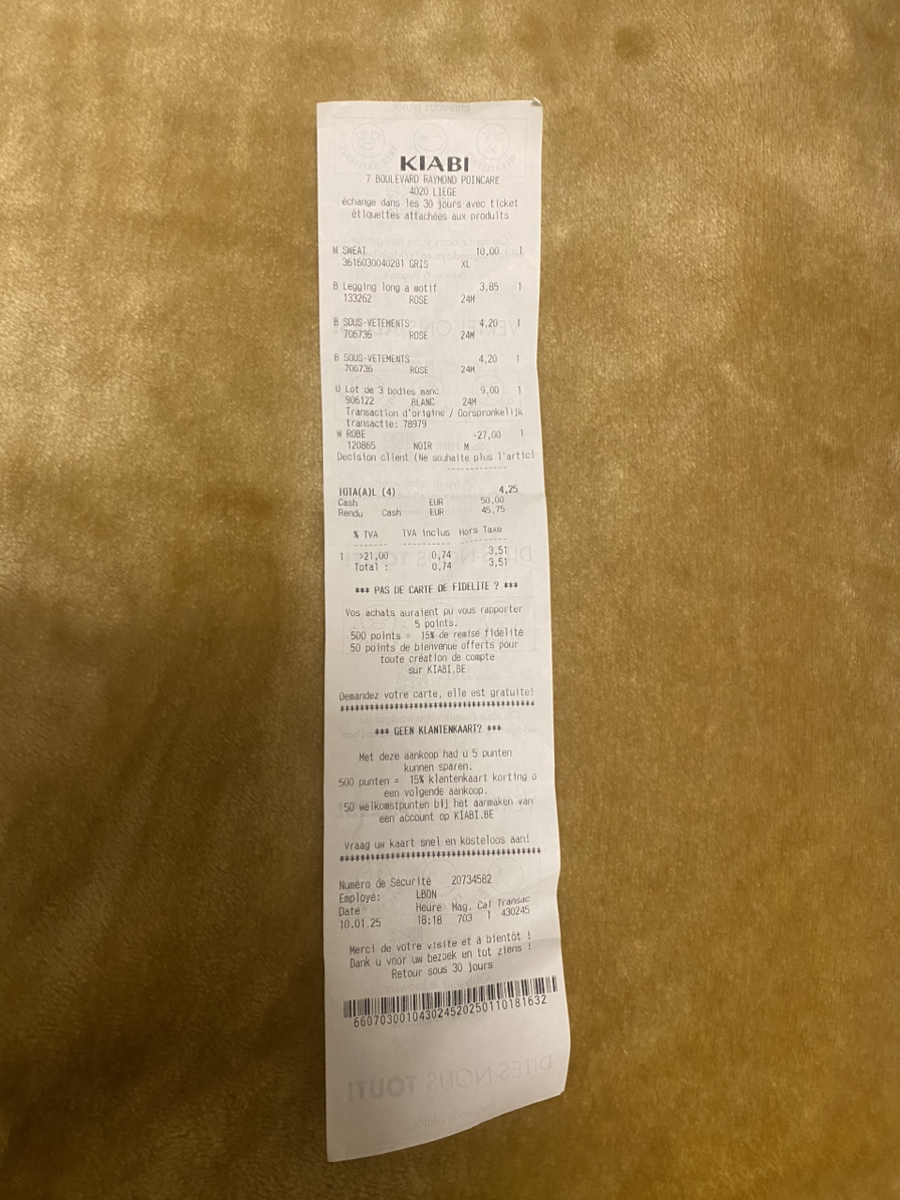 KIABI
7 BOULEVARD RAYMOND POINCARE
4020 LIEGE
échange dans les 30 jours avec ticket
étiquettes attachées aux produits
W SWEAT 10,00 1
3616030040281 GRIS XL
B Legging long a motif 3,85 1
133262 ROSE 24M
B SOUS-VETEMENTS 4,20 1
706736 ROSE 24M
B SOUS-VETEMENTS 4,20 1
706736 ROSE 24M
U Lot de 3 bodies manc 9,00 1
906122 BLANC 24M
Transaction d'origine / Oorspronkelijk
transactie: 78979
W ROBE -27,00 1
120865 NOIR M
Decision client (Ne souhaite plus l'articl
------------
TOTA(A)L (4) 4,25
Cash EUR 50,00
Rendu Cash EUR 45,75
% TVA TVA inclus Hors Taxe
------- ---------- ----------
1 >21,00 0,74 3,51
Total : 0,74 3,51
*** PAS DE CARTE DE FIDELITE ? ***
Vos achats auraient pu vous rapporter
5 points.
500 points = 15% de remise fidelité
50 points de bienvenue offerts pour
toute création de compte
sur KIABI.BE
Demandez votre carte, elle est gratuite!
****************************************
*** GEEN KLANTENKAART? ***
Met deze aankoop had u 5 punten
kunnen sparen.
500 punten = 15% klantenkaart korting o
een volgende aankoop.
50 welkomstpunten bij het aanmaken van
een account op KIABI.BE
Vraag uw kaart snel en kosteloos aan!
****************************************
Numéro de Sécurité 20734582
Employé: LBON
Date Heure Mag. Cai Transac
10.01.25 18:18 703 1 430245
Merci de votre visite et à bientôt !
Dank u voor uw bezoek en tot ziens !
Retour sous 30 jours
66070300104302452025011018​1632
DITES-NOUS TOUT!